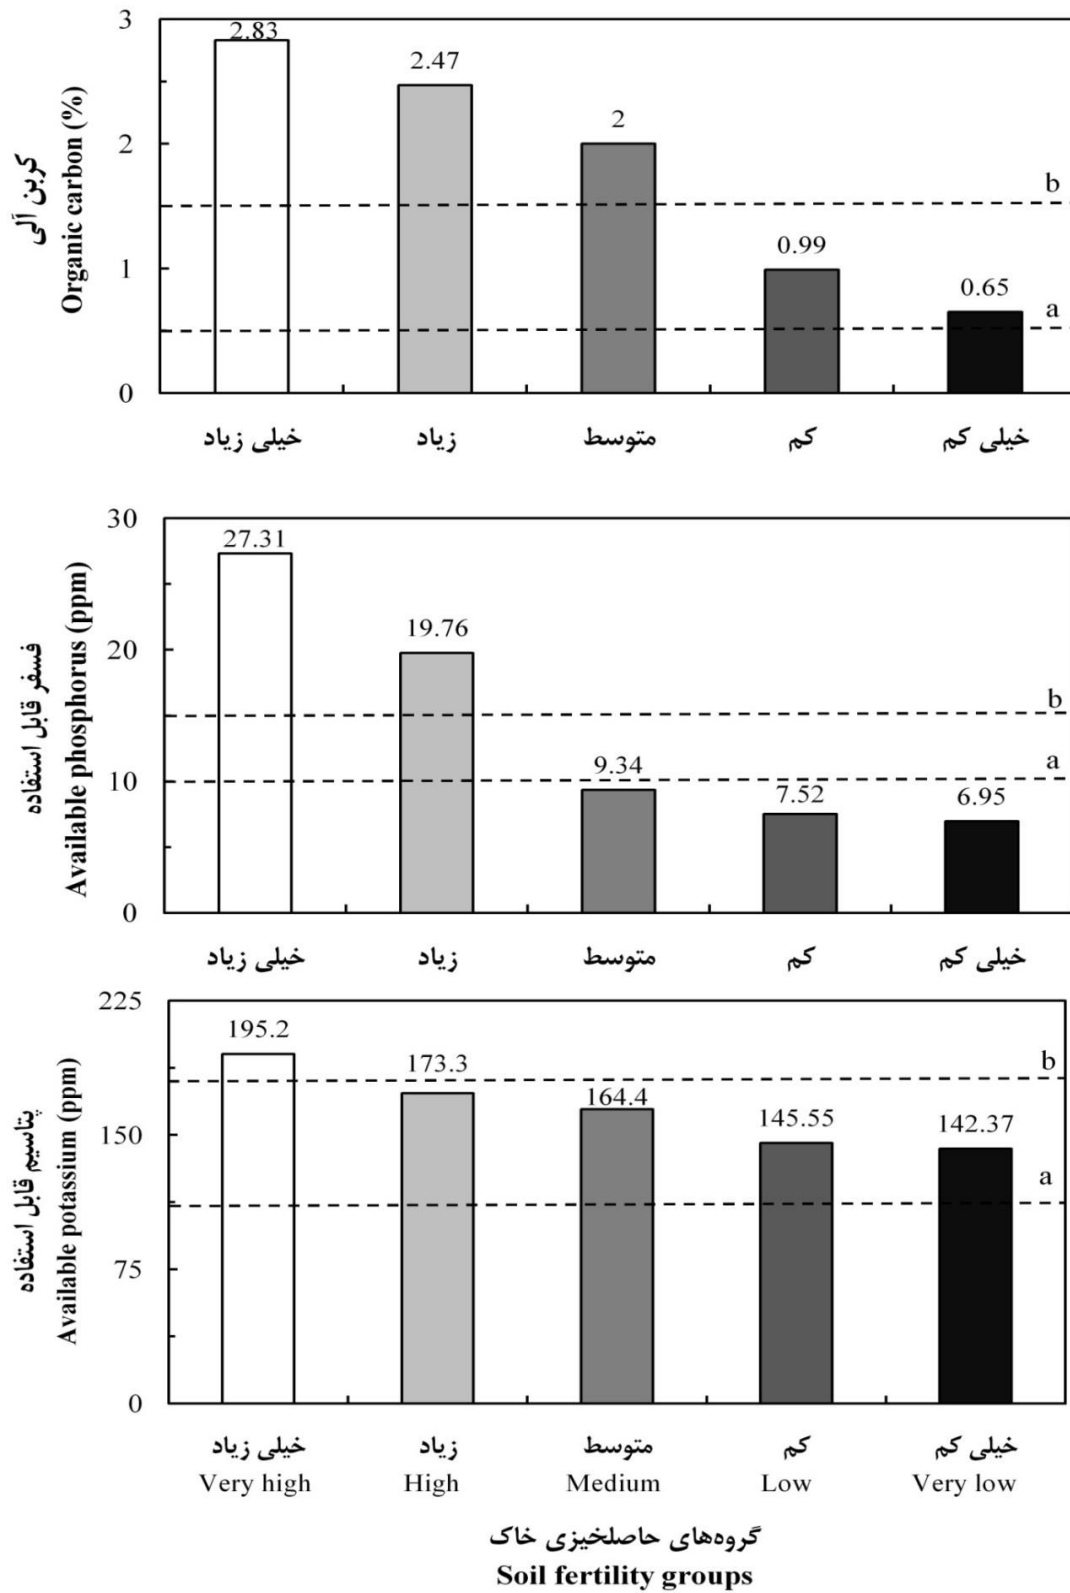 کربن آلی
Organic carbon (%)
3
2
1
0
2.83
2.47
2
0.99
0.65
b
a
خیلی زیاد
زیاد
متوسط
کم
خیلی کم
فسفر قابل استفاده
Available phosphorus (ppm)
30
20
10
0
27.31
19.76
9.34
7.52
6.95
b
a
خیلی زیاد
زیاد
متوسط
کم
خیلی کم
پتاسیم قابل استفاده
Available potassium (ppm)
225
150
75
0
195.2
173.3
164.4
145.55
142.37
b
a
خیلی زیاد
زیاد
متوسط
کم
خیلی کم
Very high
High
Medium
Low
Very low
گروه‌های حاصلخیزی خاک
Soil fertility groups